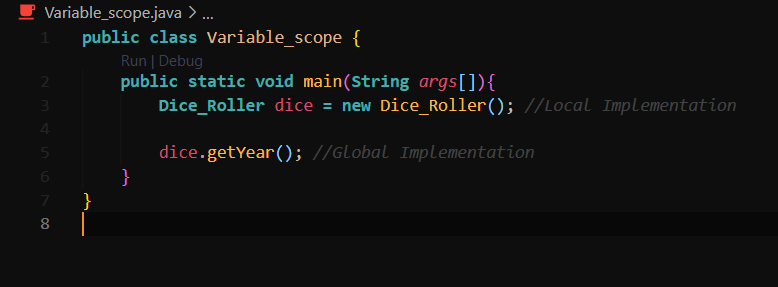 Variable_scope.java > ...
1 public class Variable_scope {
Run | Debug
2 public static void main(String args[]){
3 Dice_Roller dice = new Dice_Roller(); //Local Implementation
4
5 dice.getYear(); //Global Implementation
6 }
7 }
8